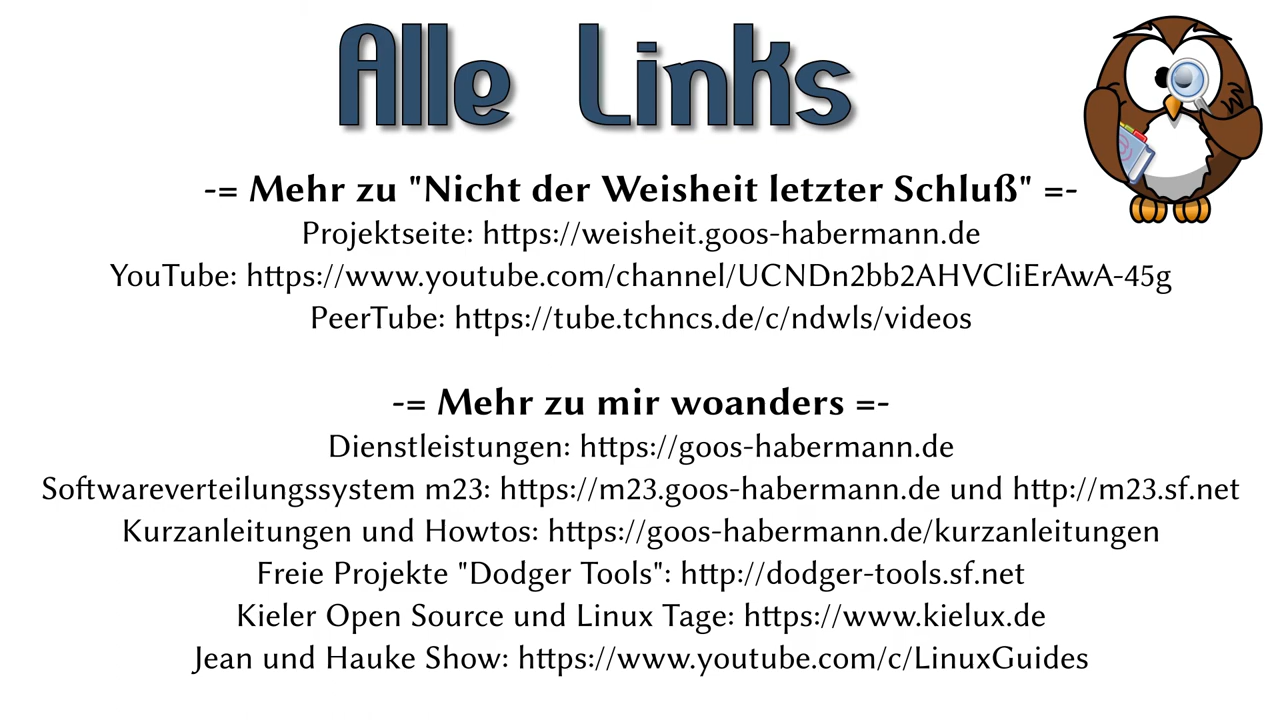 Alle Links
-= Mehr zu "Nicht der Weisheit letzter Schluß" =-
Projektseite: https://weisheit.goos-habermann.de
YouTube: https://www.youtube.com/channel/UCNDn2bb2AHVCliErAwA-45g
PeerTube: https://tube.tchncs.de/c/ndwls/videos
-= Mehr zu mir woanders =-
Dienstleistungen: https://goos-habermann.de
Softwareverteilungssystem m23: https://m23.goos-habermann.de und http://m23.sf.net
Kurzanleitungen und Howtos: https://goos-habermann.de/kurzanleitungen
Freie Projekte "Dodger Tools": http://dodger-tools.sf.net
Kieler Open Source und Linux Tage: https://www.kielux.de
Jean und Hauke Show: https://www.youtube.com/c/LinuxGuides